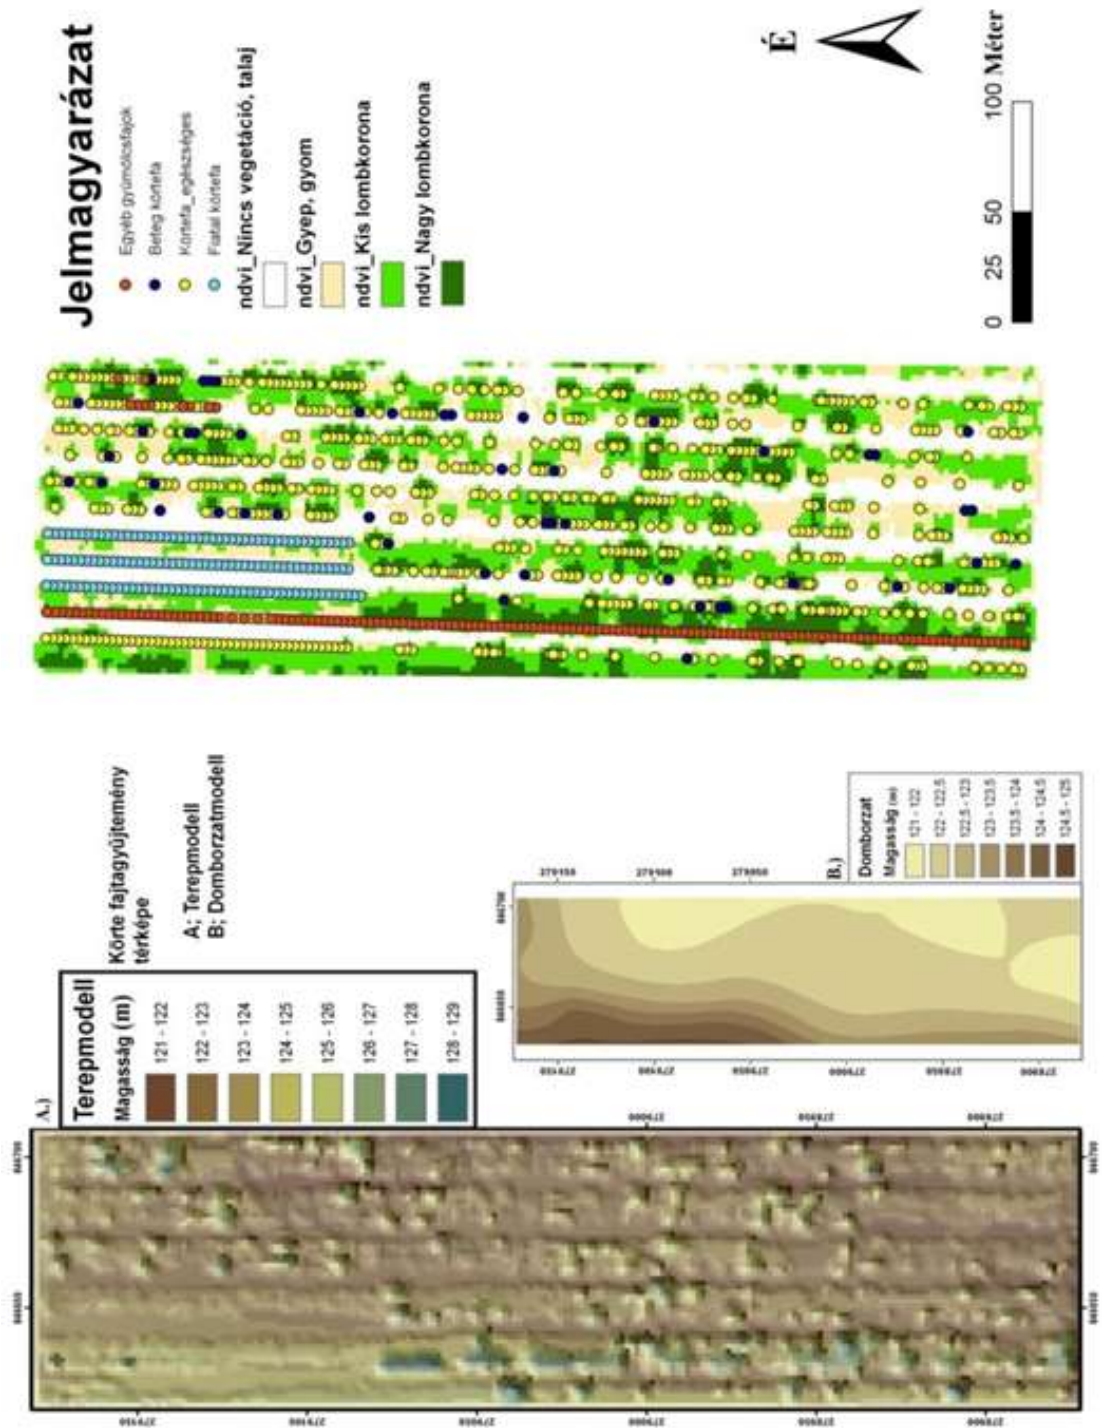 Jelmagyarázat
Egyéb gyümölcsfajok
Beteg körtefa
Körtefa_egészséges
Fiatal körtefa
ndvi_Nincs vegetáció, talaj
ndvi_Gyep, gyom
ndvi_Kis lombkorona
ndvi_Nagy lombkorona
É
0 25 50 100 Méter
Körte fajtagyűjtemény
térképe
A; Terepmodell
B; Domborzatmodell
A.)
Terepmodell
Magasság (m)
121 - 122
122 - 123
123 - 124
124 - 125
125 - 126
126 - 127
127 - 128
128 - 129
B.)
Domborzat
Magasság (m)
121 - 122
122 - 122.5
122.5 - 123
123 - 123.5
123.5 - 124
124 - 124.5
124.5 - 125